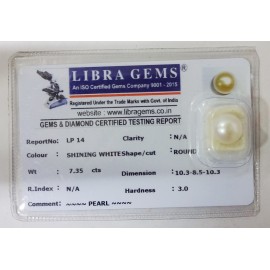 LIBRA GEMS
An ISO Certified Gems Company 9001 - 2015
Registered Under the Trade Marks with Govt. of India
website : www.libragems.co.in
GEMS & DIAMOND CERTIFIED TESTING REPORT
ReportNo: LP 14 Clarity : N/A
Colour : SHINING WHITE Shape/cut ROUND
Wt : 7.35 cts Dimension : 10.3-8.5-10.3
R.Index : N/A Hardness : 3.0
Comment : ~~~~ PEARL ~~~~